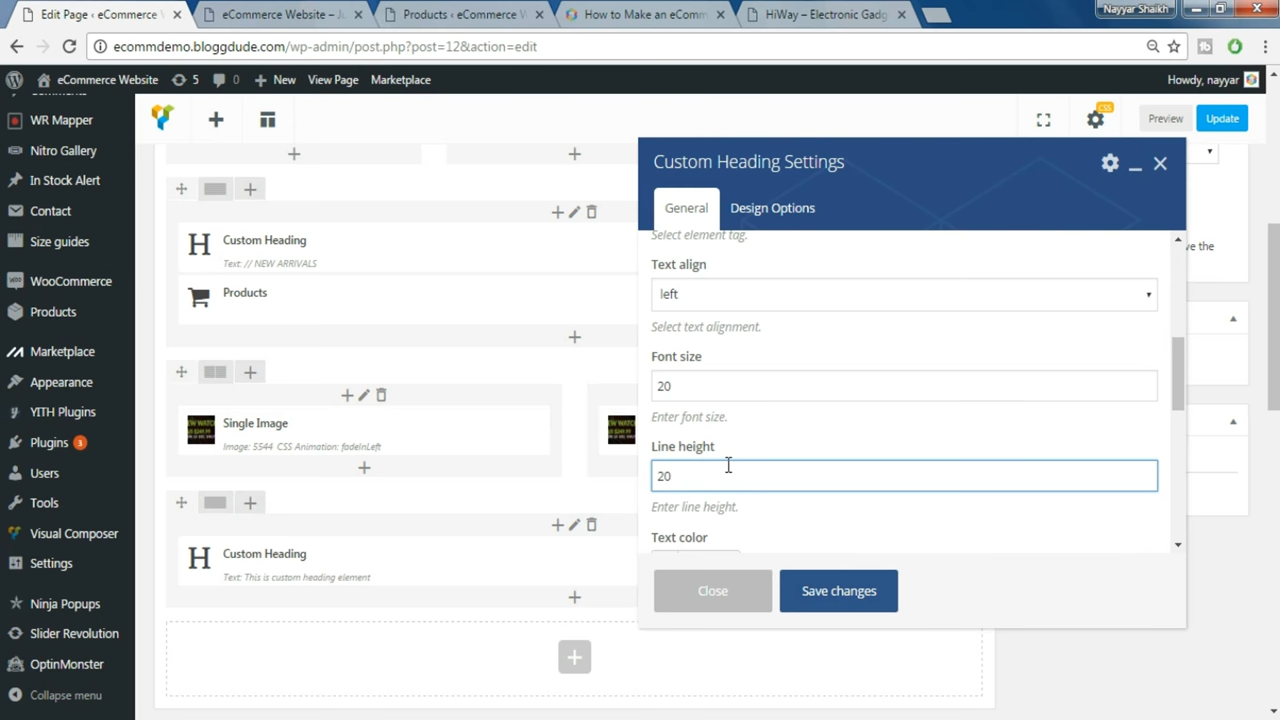 Edit Page ‹ eCommerce W
eCommerce Website – Ju
Products ‹ eCommerce W
How to Make an eComm
HiWay – Electronic Gadg
Nayyar Shaikh
ecommdemo.bloggdude.com/wp-admin/post.php?post=12&action=edit
eCommerce Website
5
0
New
View Page
Marketplace
Howdy, nayyar
WR Mapper
Nitro Gallery
In Stock Alert
Contact
Size guides
WooCommerce
Products
Marketplace
Appearance
YITH Plugins
Plugins 3
Users
Tools
Visual Composer
Settings
Ninja Popups
Slider Revolution
OptinMonster
Collapse menu
CSS
Preview
Update
Custom Heading
Text: // NEW ARRIVALS
Products
Single Image
Image: 5544 CSS Animation: fadeInLeft
Custom Heading
Text: This is custom heading element
Custom Heading Settings
General
Design Options
Select element tag.
Text align
left
Select text alignment.
Font size
20
Enter font size.
Line height
20
Enter line height.
Text color
Close
Save changes
ve the